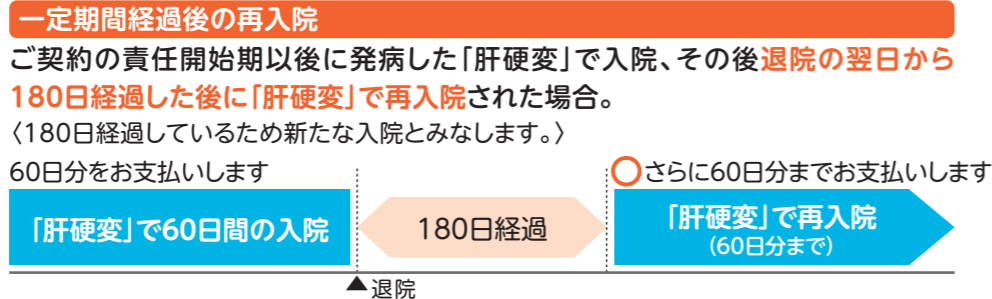 一定期間経過後の再入院
ご契約の責任開始期以後に発病した「肝硬変」で入院、その後退院の翌日から
180日経過した後に「肝硬変」で再入院された場合。
〈180日経過しているため新たな入院とみなします。〉
60日分をお支払いします
○さらに60日分までお支払いします
「肝硬変」で60日間の入院
180日経過
「肝硬変」で再入院
(60日分まで)
▲退院